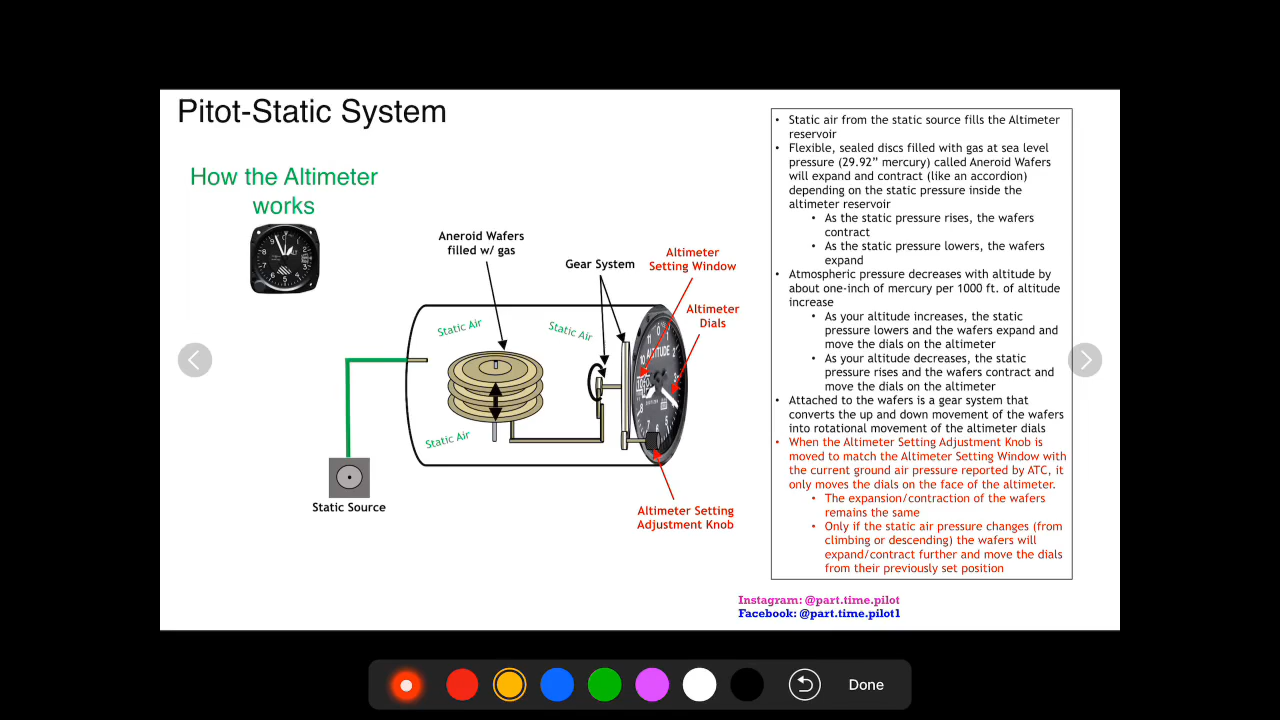 Pitot-Static System
How the Altimeter
works
Aneroid Wafers
filled w/ gas
Gear System
Altimeter
Setting Window
Altimeter
Dials
Static Air
Static Air
Static Air
ALTITUDE
Static Source
Altimeter Setting
Adjustment Knob
• Static air from the static source fills the Altimeter
reservoir
• Flexible, sealed discs filled with gas at sea level
pressure (29.92” mercury) called Aneroid Wafers
will expand and contract (like an accordion)
depending on the static pressure inside the
altimeter reservoir
• As the static pressure rises, the wafers
contract
• As the static pressure lowers, the wafers
expand
• Atmospheric pressure decreases with altitude by
about one-inch of mercury per 1000 ft. of altitude
increase
• As your altitude increases, the static
pressure lowers and the wafers expand and
move the dials on the altimeter
• As your altitude decreases, the static
pressure rises and the wafers contract and
move the dials on the altimeter
• Attached to the wafers is a gear system that
converts the up and down movement of the wafers
into rotational movement of the altimeter dials
• When the Altimeter Setting Adjustment Knob is
moved to match the Altimeter Setting Window with
the current ground air pressure reported by ATC, it
only moves the dials on the face of the altimeter.
• The expansion/contraction of the wafers
remains the same
• Only if the static air pressure changes (from
climbing or descending) the wafers will
expand/contract further and move the dials
from their previously set position
Instagram: @part.time.pilot
Facebook: @part.time.pilot1
Done